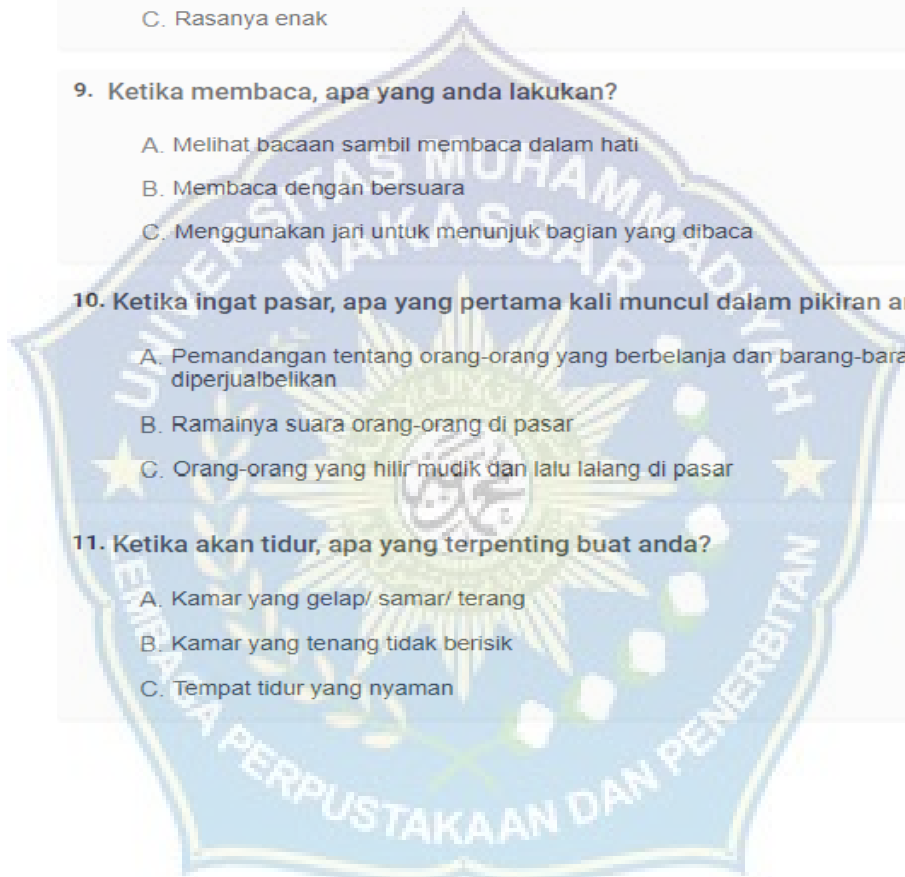 C. Rasanya enak
9. Ketika membaca, apa yang anda lakukan?
A. Melihat bacaan sambil membaca dalam hati
B. Membaca dengan bersuara
C. Menggunakan jari untuk menunjuk bagian yang dibaca
10. Ketika ingat pasar, apa yang pertama kali muncul dalam pikiran
A. Pemandangan tentang orang-orang yang berbelanja dan
diperjualbelikan
B. Ramainya suara orang-orang di pasar
C. Orang-orang yang hilir mudik dan lalu lalang di pasar
11. Ketika akan tidur, apa yang terpenting buat anda?
A. Kamar yang gelap/ samar/ terang
B. Kamar yang tenang tidak berisik
C. Tempat tidur yang nyaman
UNIVERSITAS MUHAMMADIYAH
MAKASSAR
LEMBAGA PERPUSTAKAAN DAN PENERBITAN